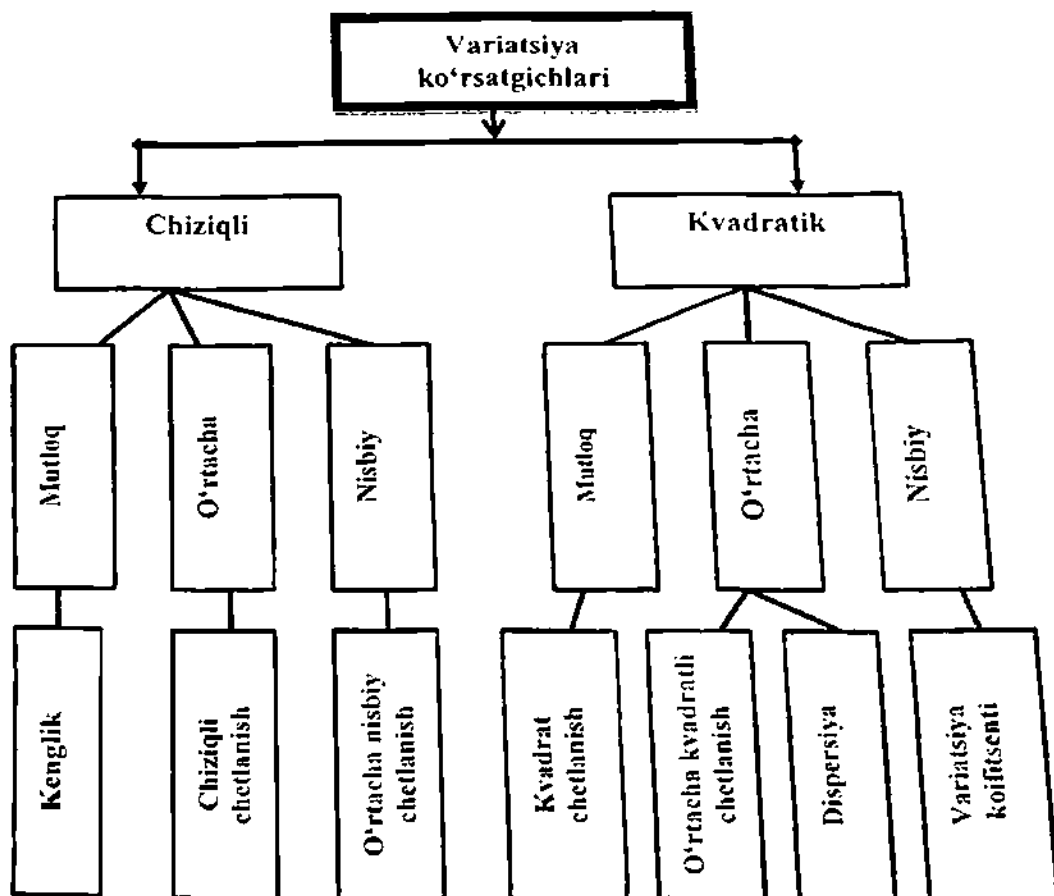 Variatsiya
ko‘rsatgichlari
Chiziqli
Kvadratik
Mutloq
O‘rtacha
Nisbiy
Mutloq
O‘rtacha
Nisbiy
Kenglik
Chiziqli
chetlanish
O‘rtacha nisbiy
chetlanish
Kvadrat
chetlanish
O‘rtacha kvadratli
chetlanish
Dispersiya
Variatsiya
koifitsenti